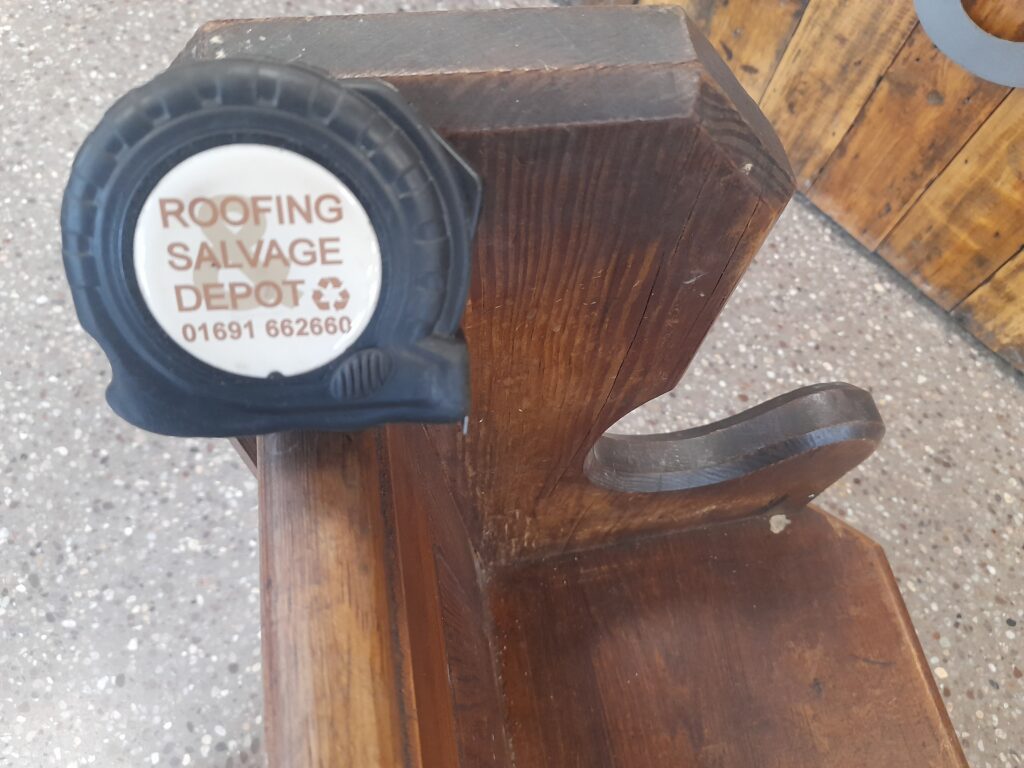 ROOFING
&
SALVAGE
DEPOT
01691 662660